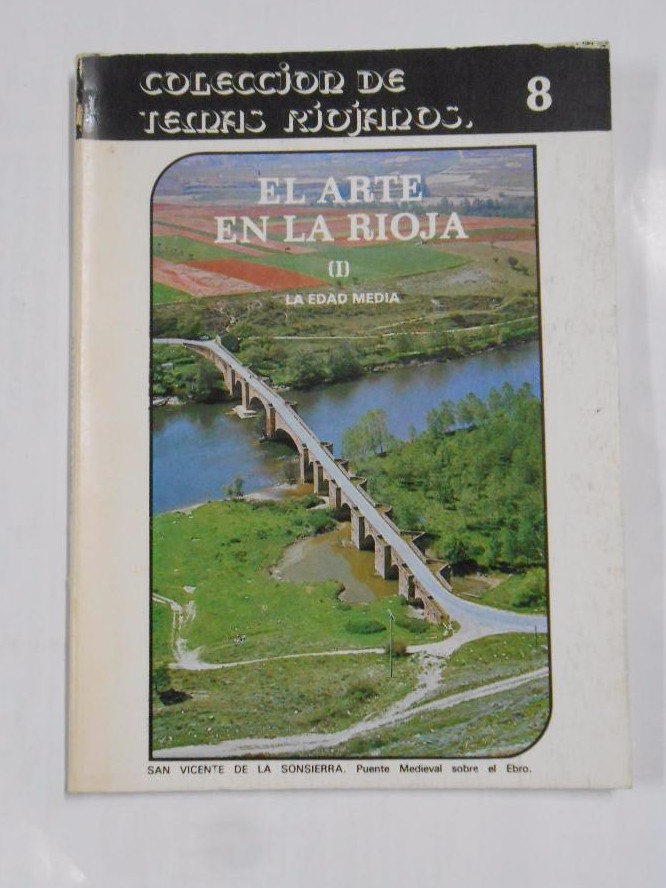 COLECCION DE
TEMAS RIOJANOS. 8
EL ARTE
EN LA RIOJA
(I)
LA EDAD MEDIA
SAN VICENTE DE LA SONSIERRA. Puente Medieval sobre el Ebro.